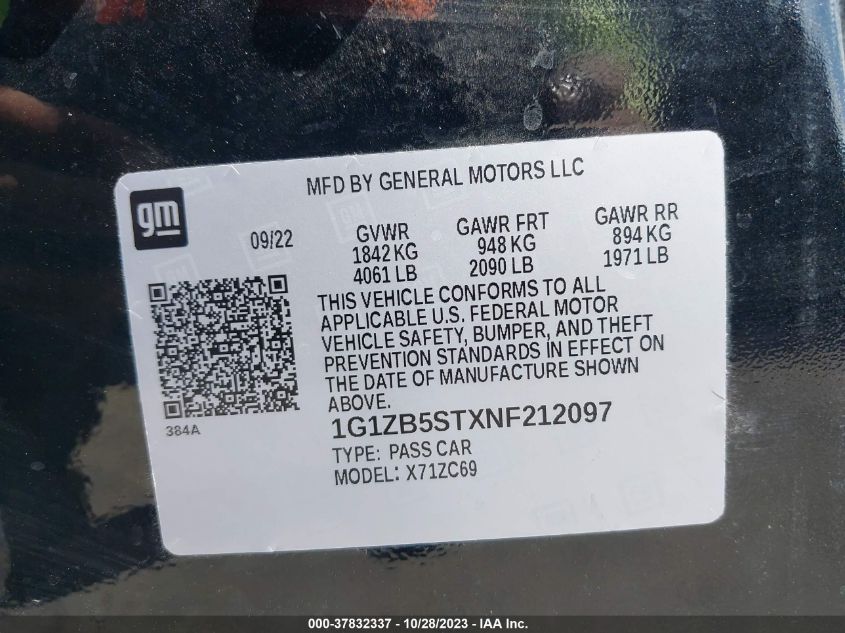 MFD BY GENERAL MOTORS LLC
gm
09/22
GVWR
1842 KG
4061 LB
GAWR FRT
948 KG
2090 LB
GAWR RR
894 KG
1971 LB
THIS VEHICLE CONFORMS TO ALL
APPLICABLE U.S. FEDERAL MOTOR
VEHICLE SAFETY, BUMPER, AND THEFT
PREVENTION STANDARDS IN EFFECT ON
THE DATE OF MANUFACTURE SHOWN
ABOVE.
384A
1G1ZB5STXNF212097
TYPE: PASS CAR
MODEL: X71ZC69
000-37832337 - 10/28/2023 - IAA Inc.